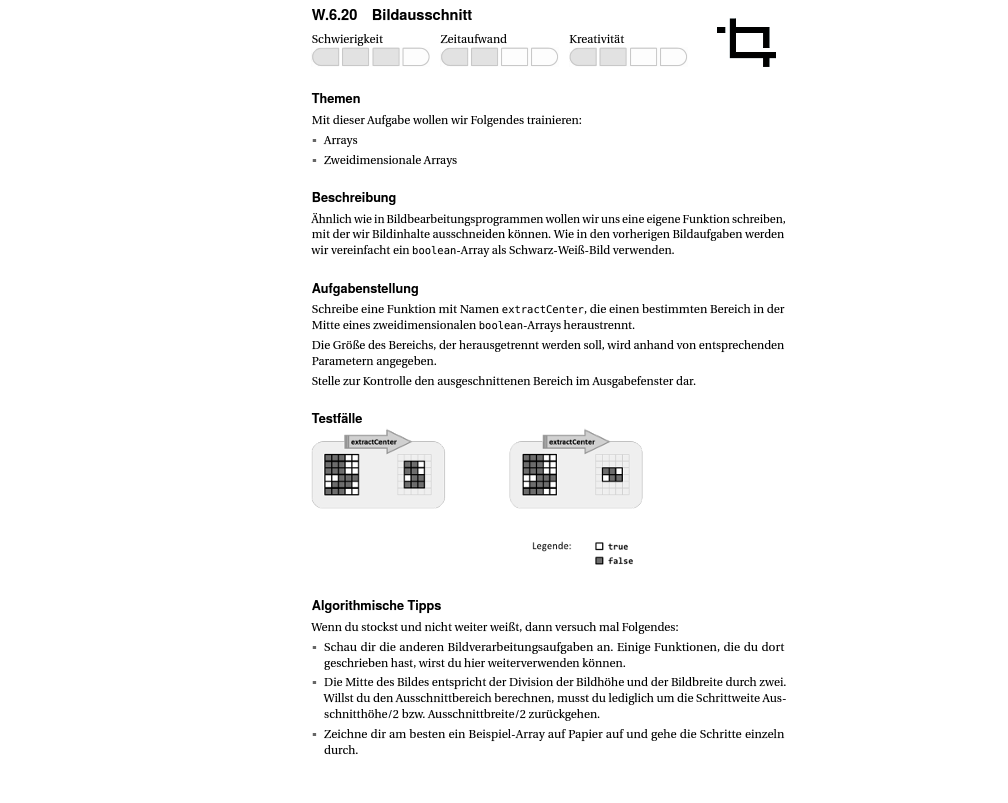 W.6.20 Bildausschnitt
Schwierigkeit Zeitaufwand Kreativität
Themen
Mit dieser Aufgabe wollen wir Folgendes trainieren:
▪ Arrays
▪ Zweidimensionale Arrays
Beschreibung
Ähnlich wie in Bildbearbeitungsprogrammen wollen wir uns eine eigene Funktion schreiben,
mit der wir Bildinhalte ausschneiden können. Wie in den vorherigen Bildaufgaben werden
wir vereinfacht ein boolean-Array als Schwarz-Weiß-Bild verwenden.
Aufgabenstellung
Schreibe eine Funktion mit Namen extractCenter, die einen bestimmten Bereich in der
Mitte eines zweidimensionalen boolean-Arrays heraustrennt.
Die Größe des Bereichs, der herausgetrennt werden soll, wird anhand von entsprechenden
Parametern angegeben.
Stelle zur Kontrolle den ausgeschnittenen Bereich im Ausgabefenster dar.
Testfälle
extractCenter extractCenter
Legende: true
false
Algorithmische Tipps
Wenn du stockst und nicht weiter weißt, dann versuch mal Folgendes:
▪ Schau dir die anderen Bildverarbeitungsaufgaben an. Einige Funktionen, die du dort
geschrieben hast, wirst du hier weiterverwenden können.
▪ Die Mitte des Bildes entspricht der Division der Bildhöhe und der Bildbreite durch zwei.
Willst du den Ausschnittbereich berechnen, musst du lediglich um die Schrittweite Aus-
schnitthöhe/2 bzw. Ausschnittbreite/2 zurückgehen.
▪ Zeichne dir am besten ein Beispiel-Array auf Papier auf und gehe die Schritte einzeln
durch.